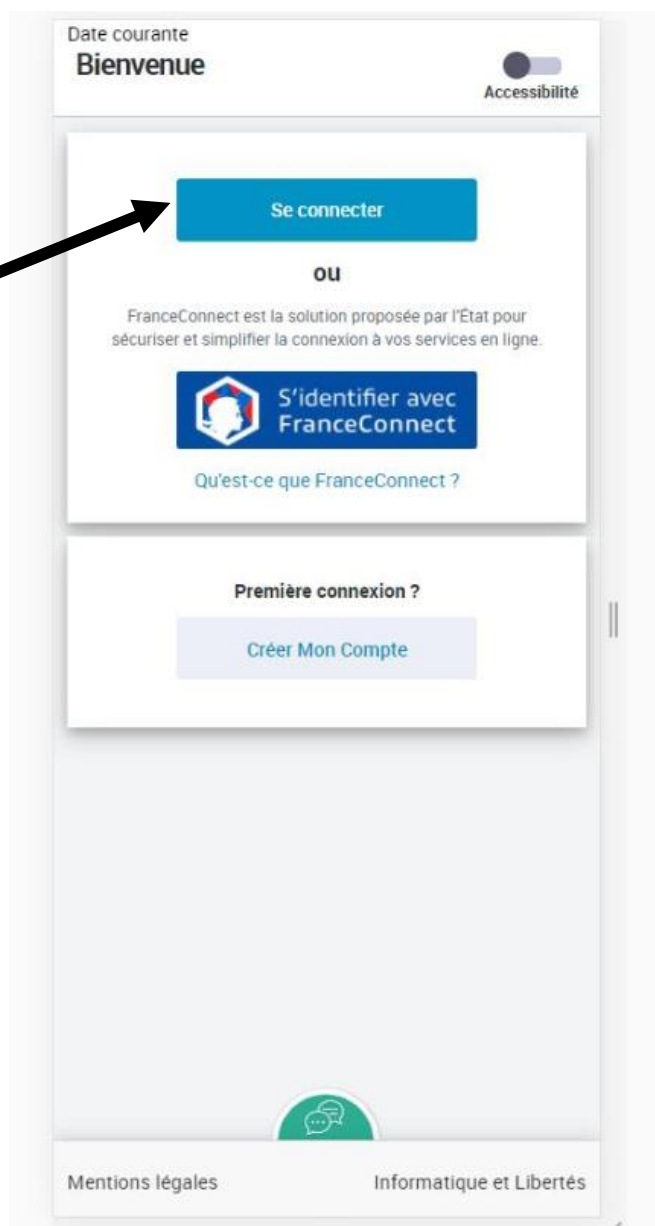 Date courante
Bienvenue
Accessibilité
Se connecter
ou
FranceConnect est la solution proposée par l'État pour
sécuriser et simplifier la connexion à vos services en ligne.
S'identifier avec
FranceConnect
Qu'est-ce que FranceConnect ?
Première connexion ?
Créer Mon Compte
Mentions légales
Informatique et Libertés